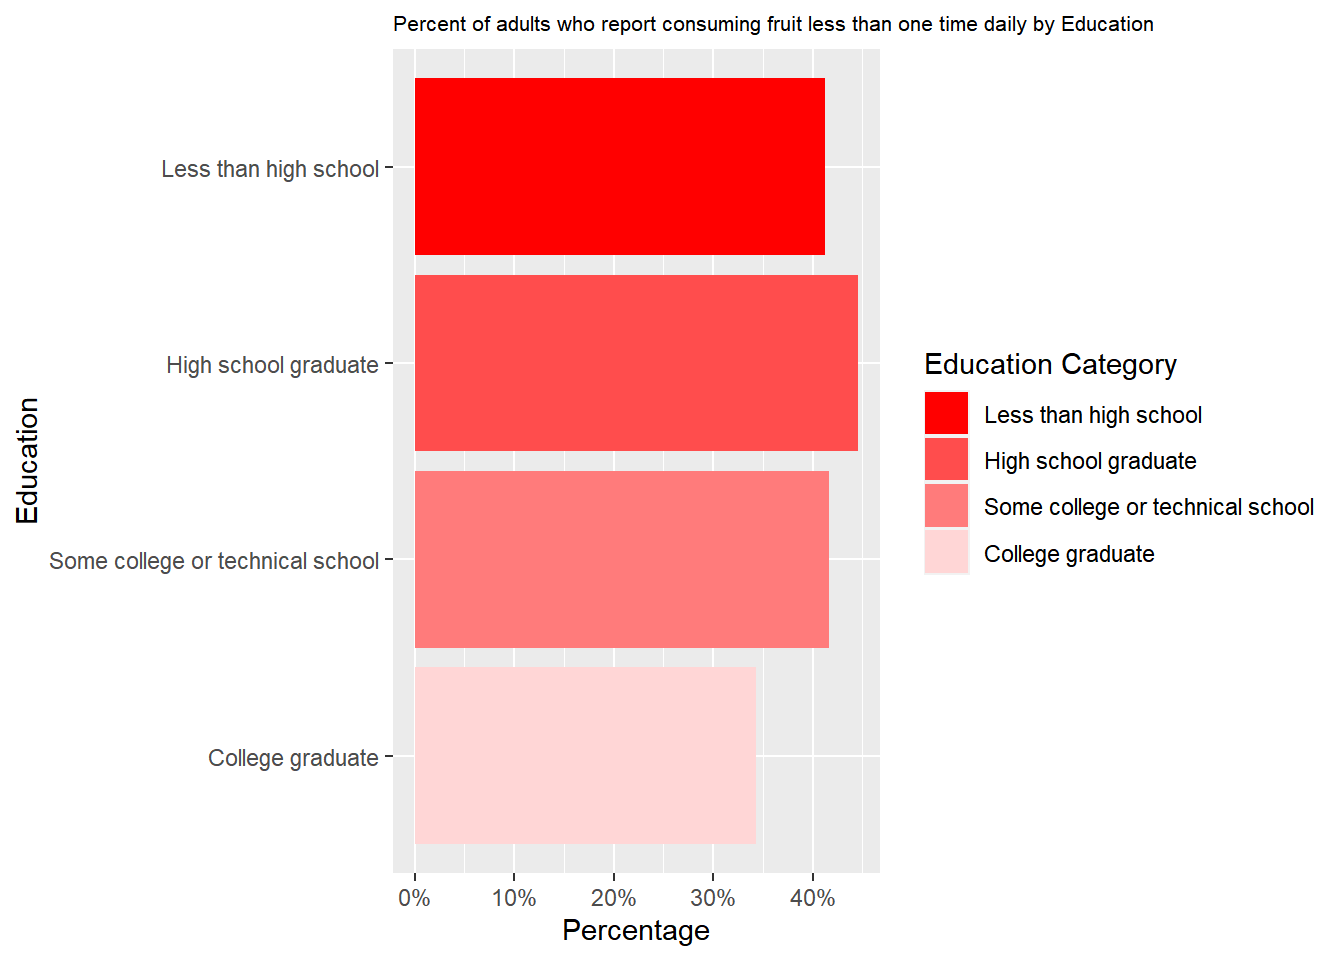 Percent of adults who report consuming fruit less than one time daily by Education
Education
Less than high school
High school graduate
Some college or technical school
College graduate
0% 10% 20% 30% 40%
Percentage
Education Category
Less than high school
High school graduate
Some college or technical school
College graduate